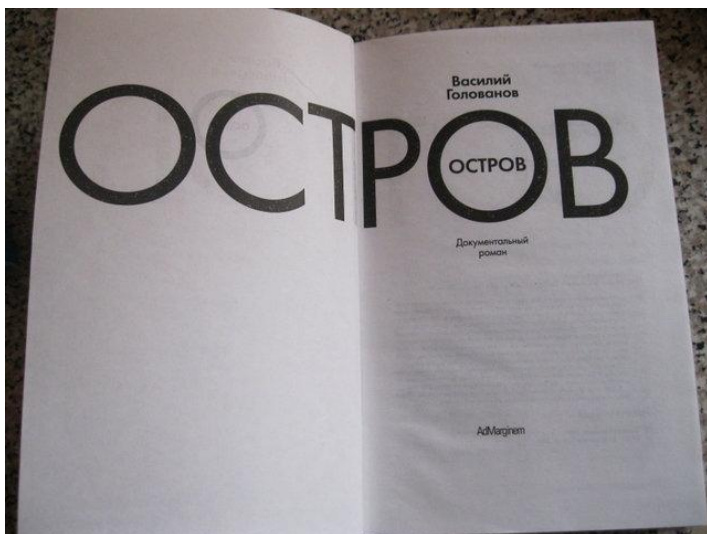 Василий
Голованов
ОСТРОВ
ОСТРОВ
Документальный
роман
AdMarginem